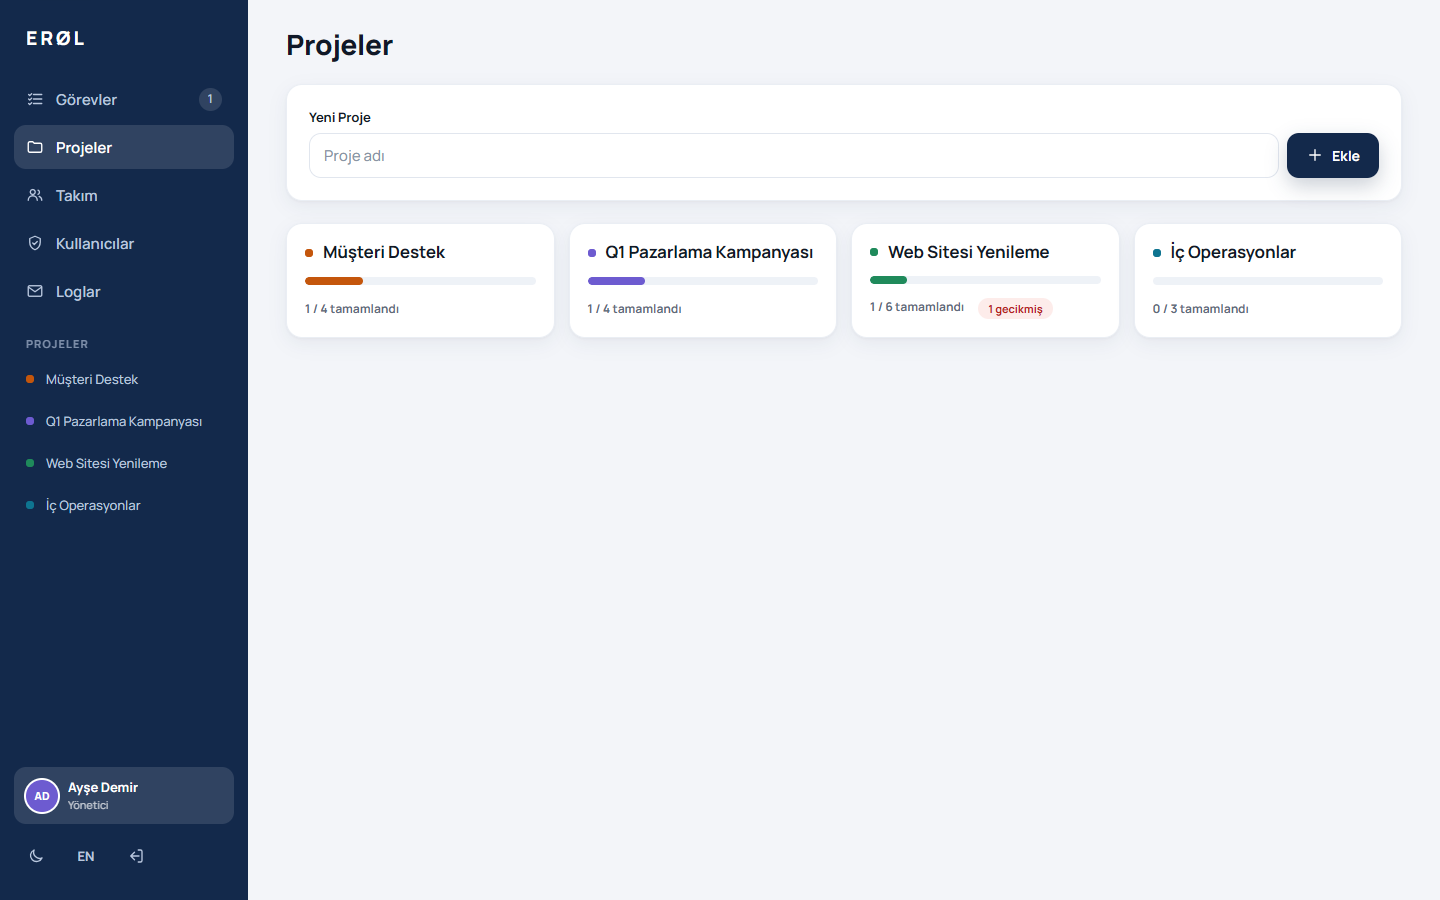 ERØL
Görevler 1
Projeler
Takım
Kullanıcılar
Loglar
PROJELER
Müşteri Destek
Q1 Pazarlama Kampanyası
Web Sitesi Yenileme
İç Operasyonlar
AD
Ayşe Demir
Yönetici
EN
Projeler
Yeni Proje
Proje adı
Ekle
Müşteri Destek
1 / 4 tamamlandı
Q1 Pazarlama Kampanyası
1 / 4 tamamlandı
Web Sitesi Yenileme
1 / 6 tamamlandı 1 gecikmiş
İç Operasyonlar
0 / 3 tamamlandı